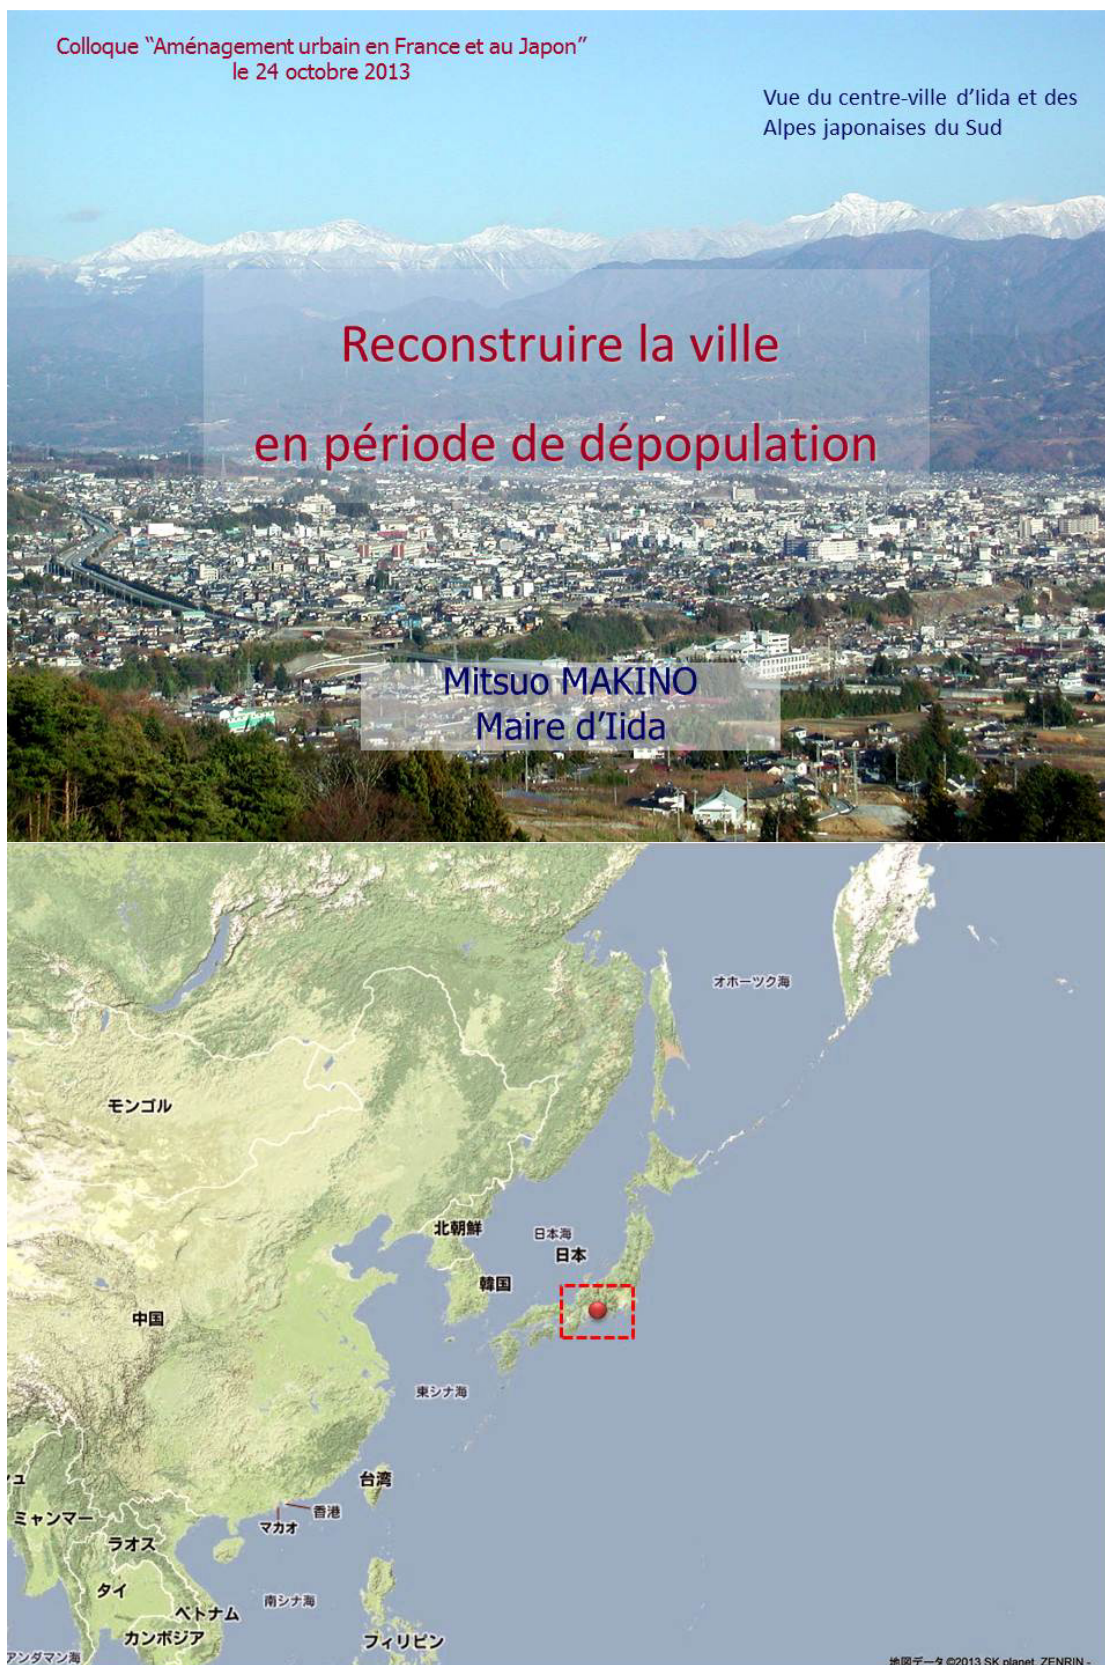 Colloque “Aménagement urbain en France et au Japon”
le 24 octobre 2013
Vue du centre-ville d’Iida et des
Alpes japonaises du Sud
Reconstruire la ville
en période de dépopulation
Mitsuo MAKINO
Maire d’Iida
オホーツク海
モンゴル
北朝鮮
日本海
日本
韓国
中国
東シナ海
台湾
ュ
香港
ミャンマー
マカオ
ラオス
タイ
南シナ海
ベトナム
カンボジア
フィリピン
アンダマン海
地図データ ©2013 SK planet, ZENRIN -